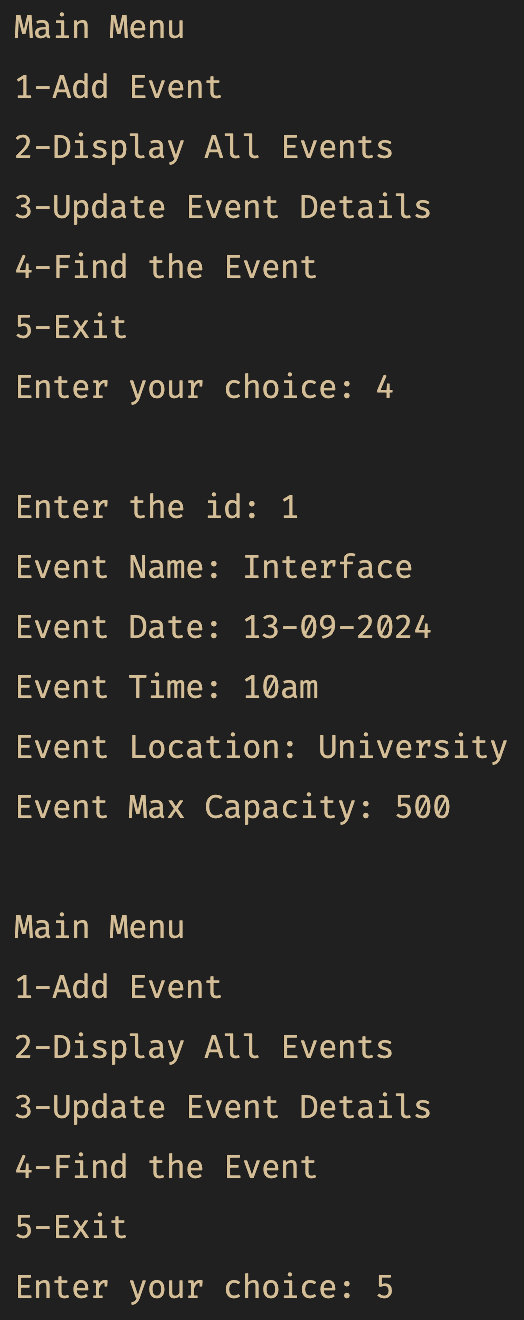 Main Menu
1-Add Event
2-Display All Events
3-Update Event Details
4-Find the Event
5-Exit
Enter your choice: 4
Enter the id: 1
Event Name: Interface
Event Date: 13-09-2024
Event Time: 10am
Event Location: University
Event Max Capacity: 500
Main Menu
1-Add Event
2-Display All Events
3-Update Event Details
4-Find the Event
5-Exit
Enter your choice: 5